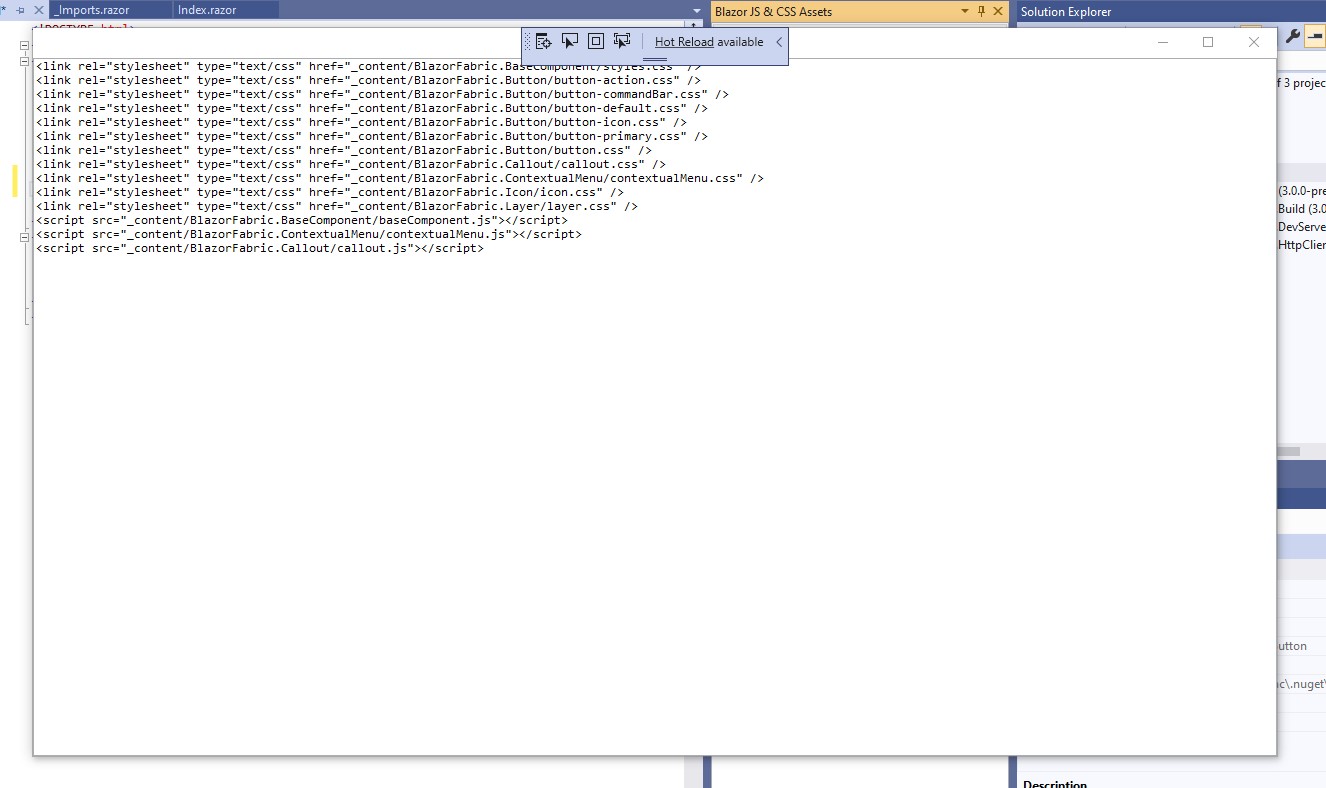 _Imports.razor
Index.razor
Blazor JS & CSS Assets
Solution Explorer
Hot Reload available
<link rel="stylesheet" type="text/css" href="_content/BlazorFabric.BaseComponent/styles.css" />
<link rel="stylesheet" type="text/css" href="_content/BlazorFabric.Button/button-action.css" />
<link rel="stylesheet" type="text/css" href="_content/BlazorFabric.Button/button-commandBar.css" />
<link rel="stylesheet" type="text/css" href="_content/BlazorFabric.Button/button-default.css" />
<link rel="stylesheet" type="text/css" href="_content/BlazorFabric.Button/button-icon.css" />
<link rel="stylesheet" type="text/css" href="_content/BlazorFabric.Button/button-primary.css" />
<link rel="stylesheet" type="text/css" href="_content/BlazorFabric.Button/button.css" />
<link rel="stylesheet" type="text/css" href="_content/BlazorFabric.Callout/callout.css" />
<link rel="stylesheet" type="text/css" href="_content/BlazorFabric.ContextualMenu/contextualMenu.css" />
<link rel="stylesheet" type="text/css" href="_content/BlazorFabric.Icon/icon.css" />
<link rel="stylesheet" type="text/css" href="_content/BlazorFabric.Layer/layer.css" />
<script src="_content/BlazorFabric.BaseComponent/baseComponent.js"></script>
<script src="_content/BlazorFabric.ContextualMenu/contextualMenu.js"></script>
<script src="_content/BlazorFabric.Callout/callout.js"></script>
f 3 projec
(3.0.0-pre
Build (3.0
DevServe
HttpClien
utton
c\.nuget\
Description